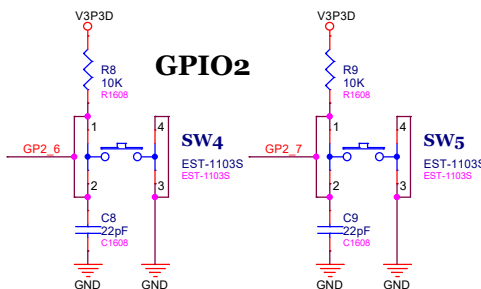 V3P3D
V3P3D
GPIO2
R8
10K
R1608
R9
10K
R1608
1
4
SW4
EST-1103S
EST-1103S
1
4
SW5
EST-1103S
EST-1103S
GP2_6
GP2_7
2
3
2
3
C8
22pF
C1608
C9
22pF
C1608
GND
GND
GND
GND